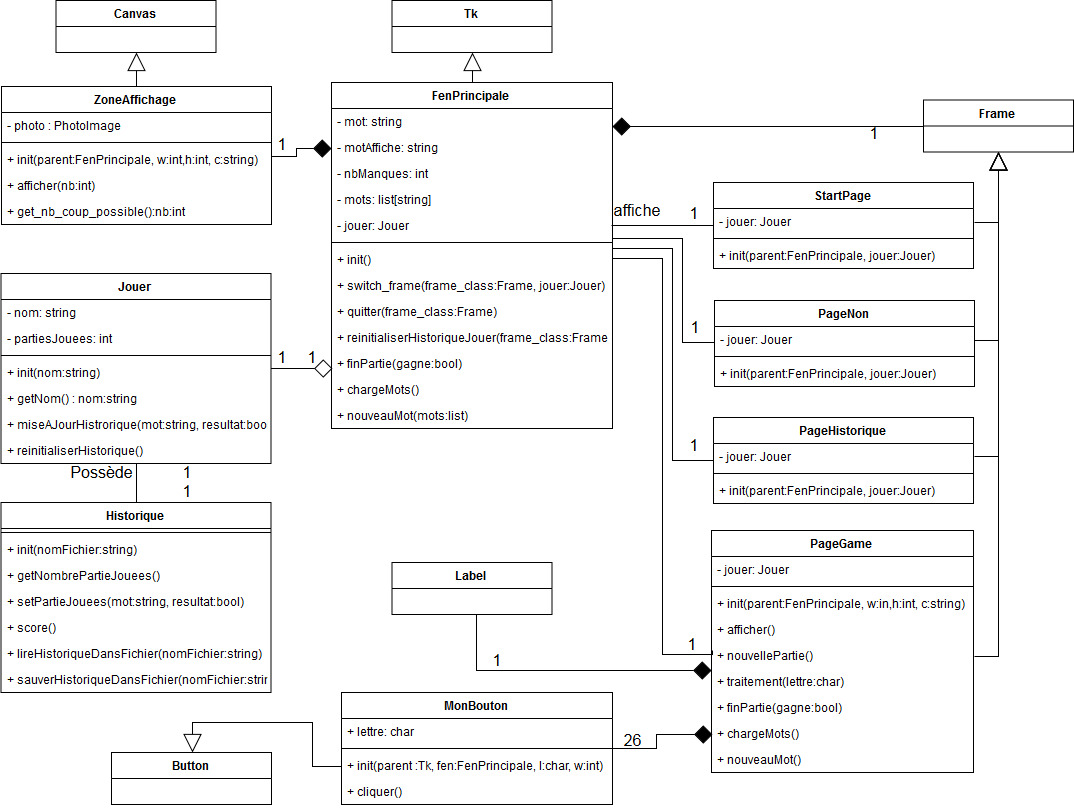 Canvas
Tk
ZoneAffichage
- photo : PhotoImage
+ init(parent:FenPrincipale, w:int,h:int, c:string)
+ afficher(nb:int)
+ get_nb_coup_possible():nb:int
1
FenPrincipale
- mot: string
- motAffiche: string
- nbManques: int
- mots: list[string]
- jouer: Jouer
+ init()
+ switch_frame(frame_class:Frame, jouer:Jouer)
+ quitter(frame_class:Frame)
+ reinitialiserHistoriqueJouer(frame_class:Frame
+ finPartie(gagne:bool)
+ chargeMots()
+ nouveauMot(mots:list)
1
Frame
affiche
1
StartPage
- jouer: Jouer
+ init(parent:FenPrincipale, jouer:Jouer)
1
PageNon
- jouer: Jouer
+ init(parent:FenPrincipale, jouer:Jouer)
1
PageHistorique
- jouer: Jouer
+ init(parent:FenPrincipale, jouer:Jouer)
Jouer
- nom: string
- partiesJouees: int
+ init(nom:string)
+ getNom() : nom:string
+ miseAJourHistrorique(mot:string, resultat:boo
+ reinitialiserHistorique()
1 1
Possède 1
1
Historique
+ init(nomFichier:string)
+ getNombrePartieJouees()
+ setPartieJouees(mot:string, resultat:bool)
+ score()
+ lireHistoriqueDansFichier(nomFichier:string)
+ sauverHistoriqueDansFichier(nomFichier:strin
Label
1
1
PageGame
- jouer: Jouer
+ init(parent:FenPrincipale, w:in,h:int, c:string)
+ afficher()
+ nouvellePartie()
+ traitement(lettre:char)
+ finPartie(gagne:bool)
+ chargeMots()
+ nouveauMot()
MonBouton
+ lettre: char
+ init(parent :Tk, fen:FenPrincipale, l:char, w:int)
+ cliquer()
26
Button